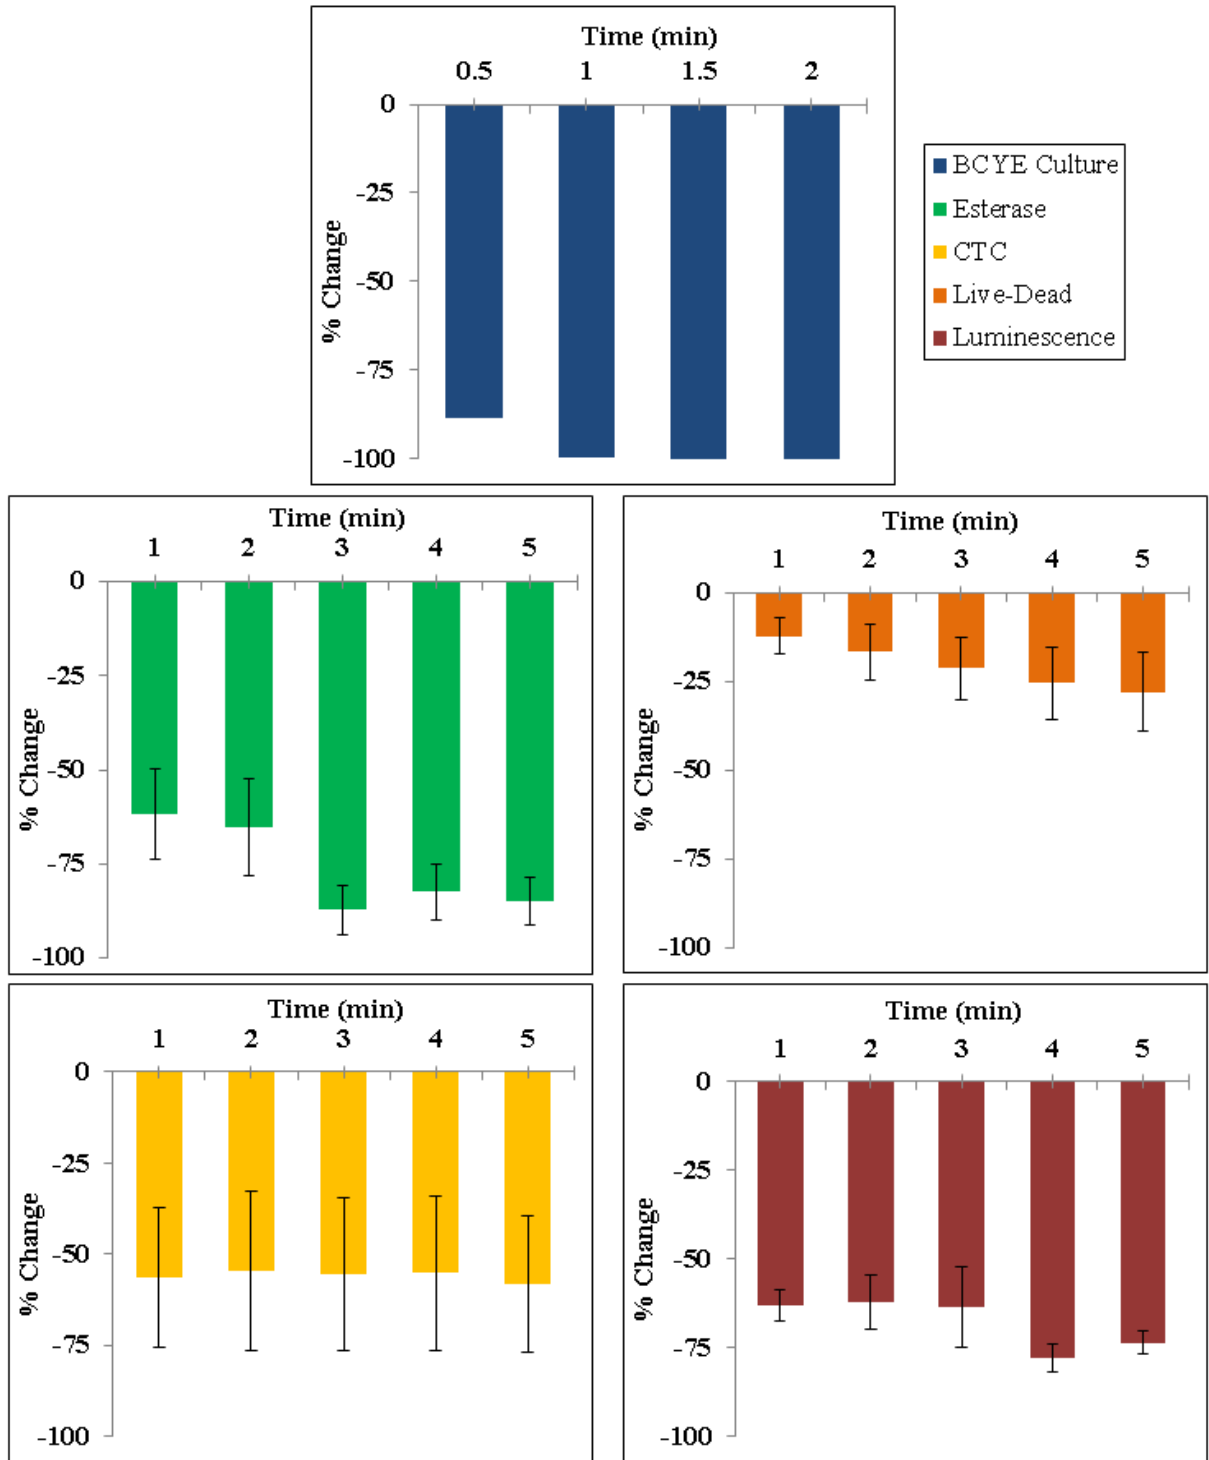 Time (min)
0.5 1 1.5 2
0
-25
-50
-75
-100
% Change
BCYE Culture
Esterase
CTC
Live-Dead
Luminescence
Time (min)
1 2 3 4 5
0
-25
-50
-75
-100
% Change
Time (min)
1 2 3 4 5
0
-25
-50
-75
-100
% Change
Time (min)
1 2 3 4 5
0
-25
-50
-75
-100
% Change
Time (min)
1 2 3 4 5
0
-25
-50
-75
-100
% Change